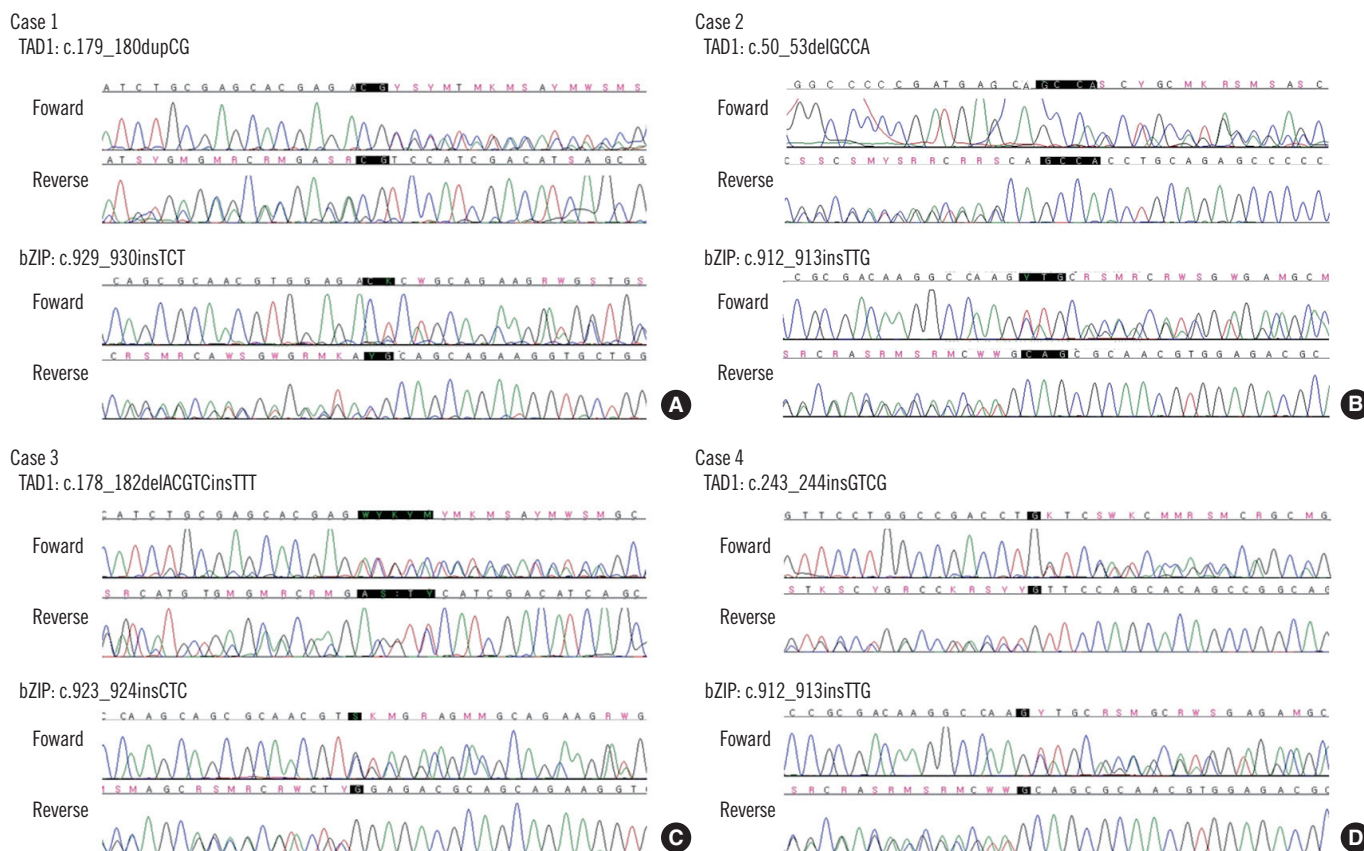 Case 1
TAD1: c.179_180dupCG
A T C T G C G A G C A C G A G A C G Y S Y M T M K M S A Y M W S M S
Foward
A T S Y G M G M R C R M G A S R C G T C C A T C G A C A T S A G C G
Reverse
bZIP: c.929_930insTCT
C A G C G C A A C G T G G A G A C K C W G C A G A A G R W G S T G S
Foward
C R S M R C A W S G W G R M K A Y G C A G C A G A A G G T G C T G G
Reverse
A
Case 2
TAD1: c.50_53delGCCA
G G C C C C C G A T G A G C A G C C A S C Y G C M K R S M S A S C
Foward
C S S C S M Y S R R C R R S C A G C C A C C T G C A G A G C C C C C
Reverse
bZIP: c.912_913insTTG
C G C G A C A A G G C C A A G Y T G C R S M R C R W S G W G A M G C M
Foward
S R C R A S R M S R M C W W G C A G C G C A A C G T G G A G A C G C
Reverse
B
Case 3
TAD1: c.178_182delACGTCinsTTT
C A T C T G C G A G C A C G A G W Y K Y M Y M K M S A Y M W S M G C
Foward
S R C A T G T G M G M R C R M G A S : T Y C A T C G A C A T C A G C
Reverse
bZIP: c.923_924insCTC
C C A A G C A G C G C A A C G T S K M G R A G M M G C A G A A G R W G
Foward
S M A G C R S M R C R W C T Y G G A G A C G C A G C A G A A G G T
Reverse
C
Case 4
TAD1: c.243_244insGTCG
G T T C C T G G C C G A C C T G K T C S W K C M M R S M C R G C M G
Foward
S T K S C Y G R C C K R S Y Y G T T C C A G C A C A G C C G G C A G
Reverse
bZIP: c.912_913insTTG
C C G C G A C A A G G C C A A G Y T G C R S M G C R W S G A G A M G C
Foward
S R C R A S R M S R M C W W G C A G C G C A A C G T G G A G A C G C
Reverse
D